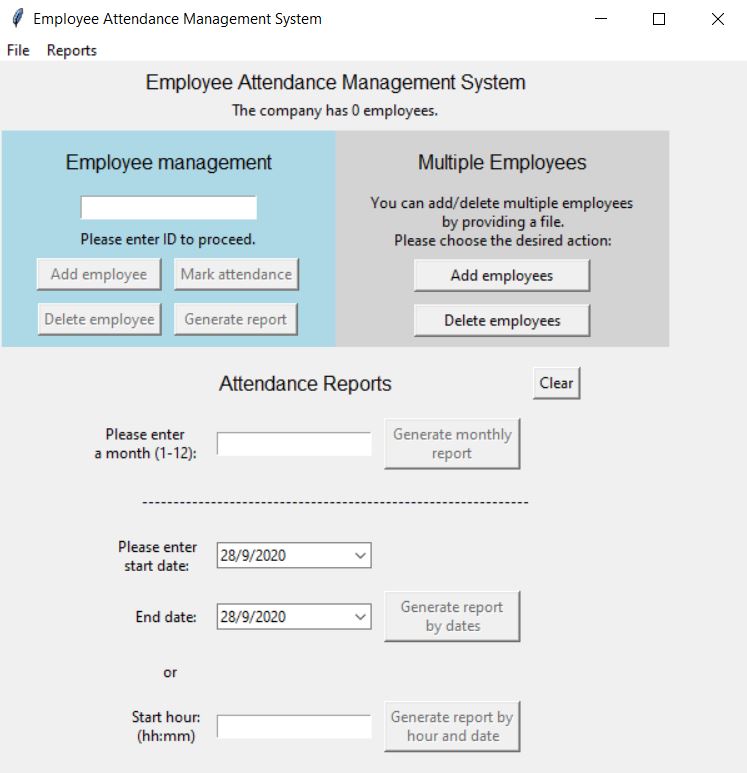 Employee Attendance Management System
File Reports
Employee Attendance Management System
The company has 0 employees.
Employee management
Please enter ID to proceed.
Add employee Mark attendance
Delete employee Generate report
Multiple Employees
You can add/delete multiple employees
by providing a file.
Please choose the desired action:
Add employees
Delete employees
Attendance Reports Clear
Please enter
a month (1-12):
Generate monthly
report
--------------------------------------------------------
Please enter
start date:
28/9/2020
End date: 28/9/2020
Generate report
by dates
or
Start hour:
(hh:mm)
Generate report by
hour and date